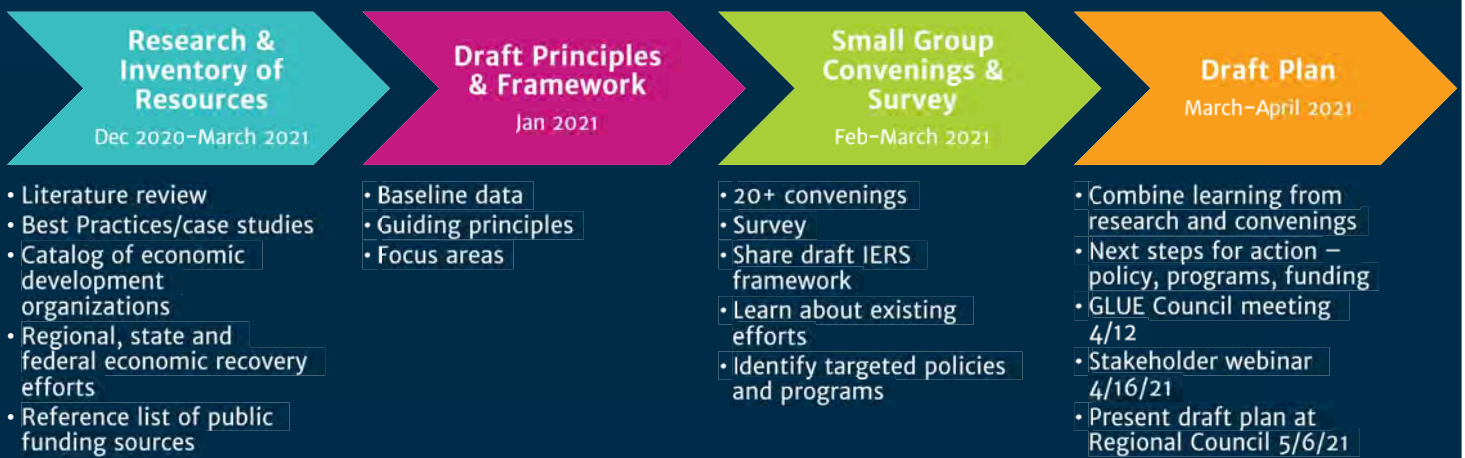 Research &
Inventory of
Resources
Dec 2020–March 2021
• Literature review
• Best Practices/case studies
• Catalog of economic
development
organizations
• Regional, state and
federal economic recovery
efforts
• Reference list of public
funding sources
Draft Principles
& Framework
Jan 2021
• Baseline data
• Guiding principles
• Focus areas
Small Group
Convenings &
Survey
Feb–March 2021
• 20+ convenings
• Survey
• Share draft IERS
framework
• Learn about existing
efforts
• Identify targeted policies
and programs
Draft Plan
March–April 2021
• Combine learning from
research and convenings
• Next steps for action –
policy, programs, funding
• GLUE Council meeting
4/12
• Stakeholder webinar
4/16/21
• Present draft plan at
Regional Council 5/6/21